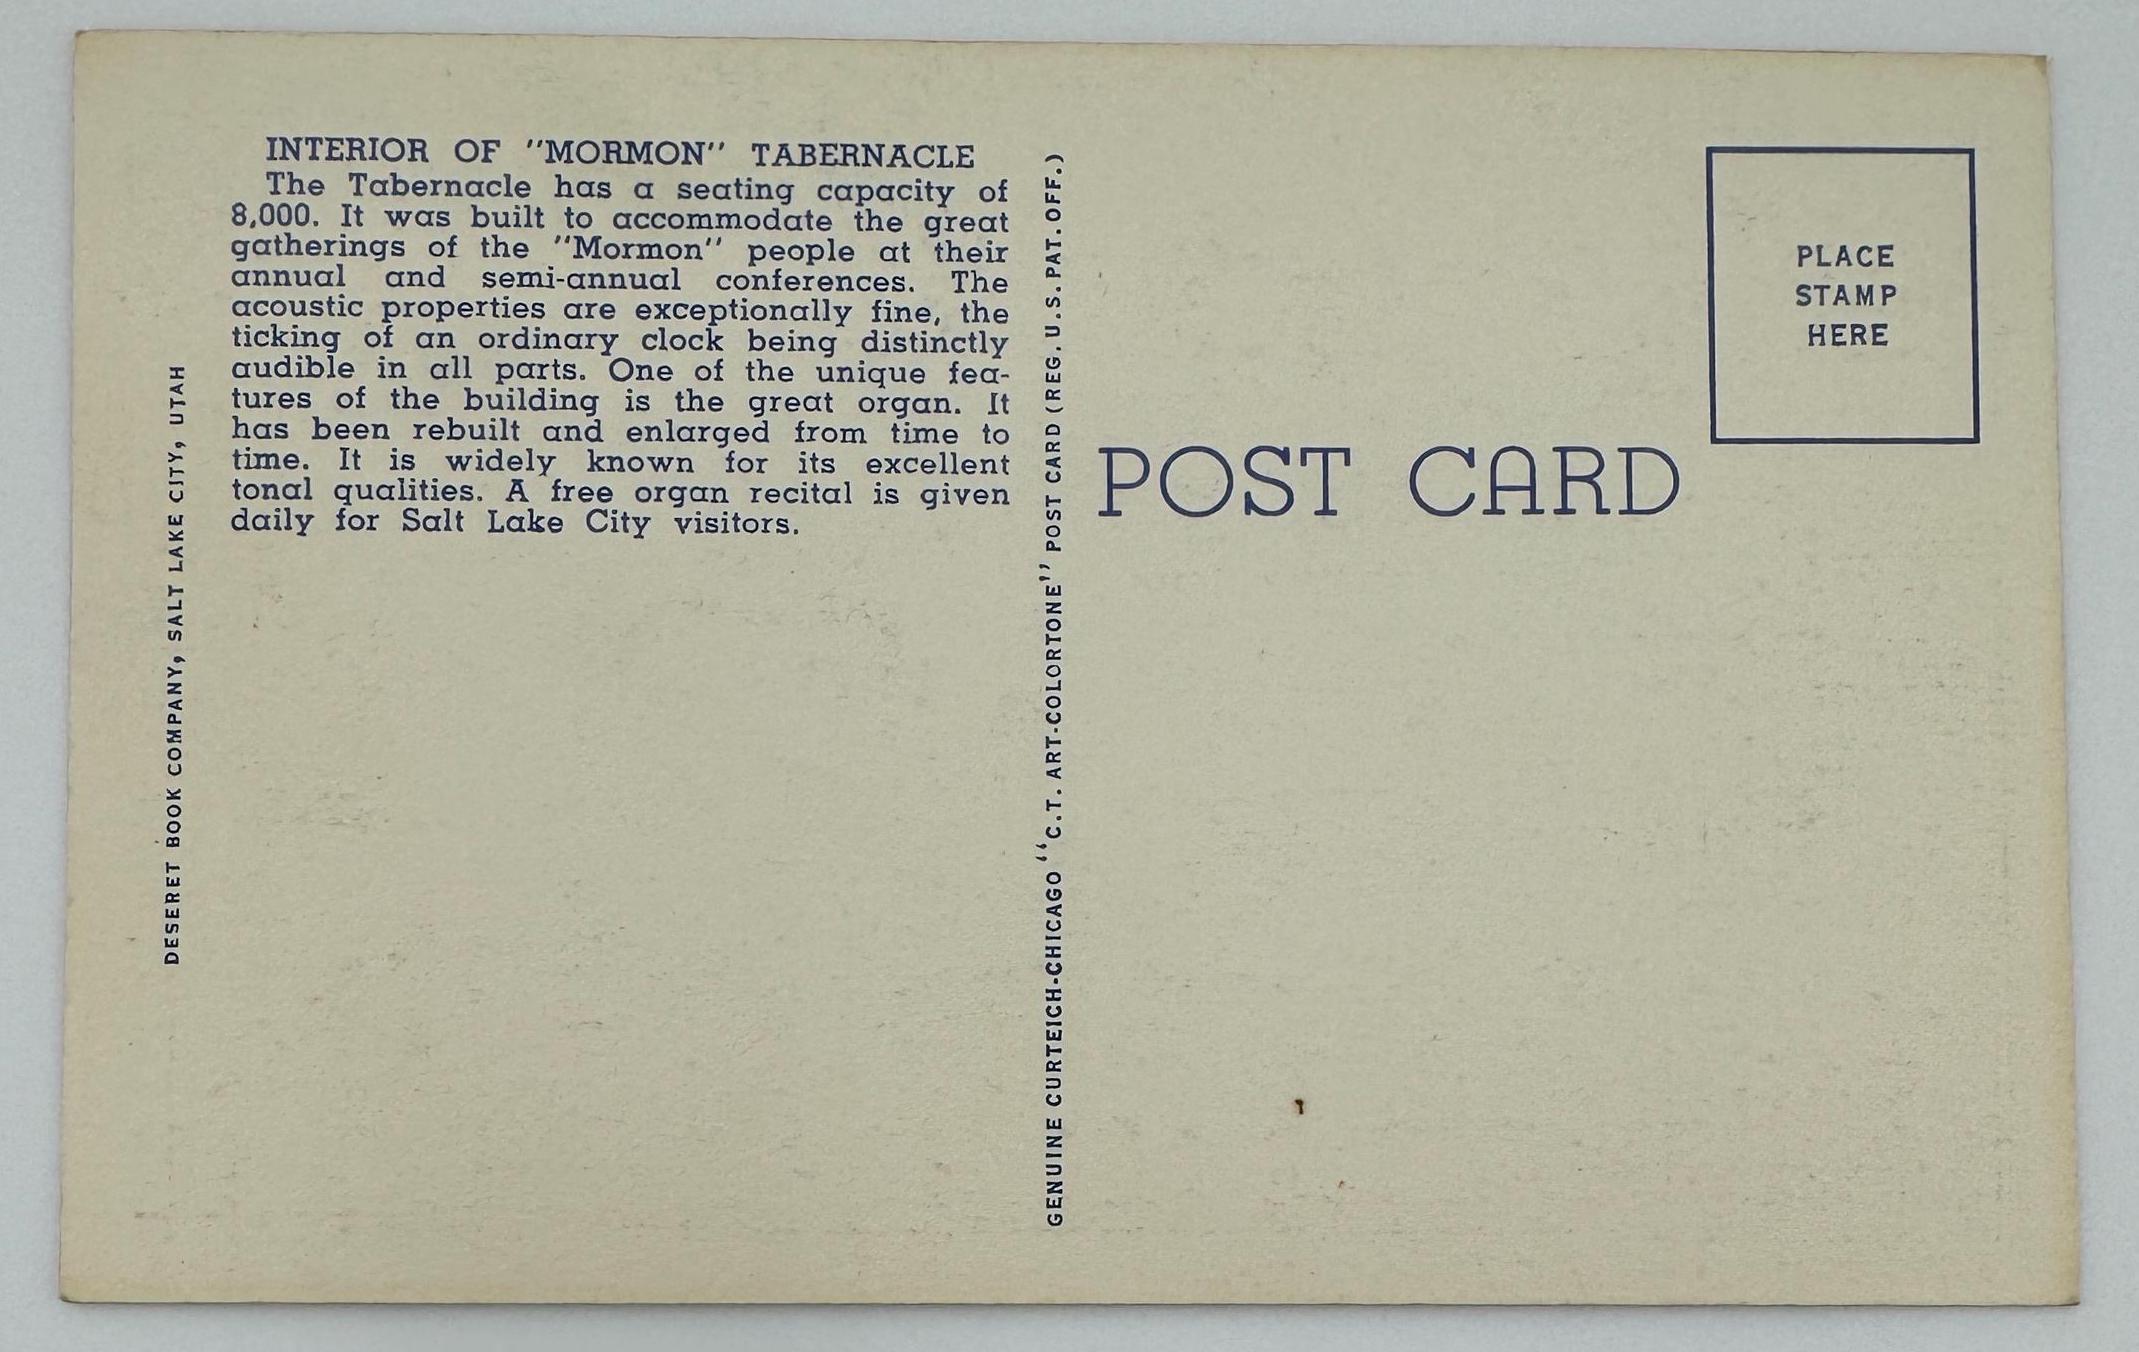 INTERIOR OF "MORMON" TABERNACLE
The Tabernacle has a seating capacity of
8,000. It was built to accommodate the great
gatherings of the "Mormon" people at their
annual and semi-annual conferences. The
acoustic properties are exceptionally fine, the
ticking of an ordinary clock being distinctly
audible in all parts. One of the unique fea-
tures of the building is the great organ. It
has been rebuilt and enlarged from time to
time. It is widely known for its excellent
tonal qualities. A free organ recital is given
daily for Salt Lake City visitors.
DESERET BOOK COMPANY, SALT LAKE CITY, UTAH
GENUINE CURTEICH-CHICAGO "C.T. ART-COLORTONE" POST CARD (REG. U.S. PAT. OFF.)
POST CARD
PLACE
STAMP
HERE